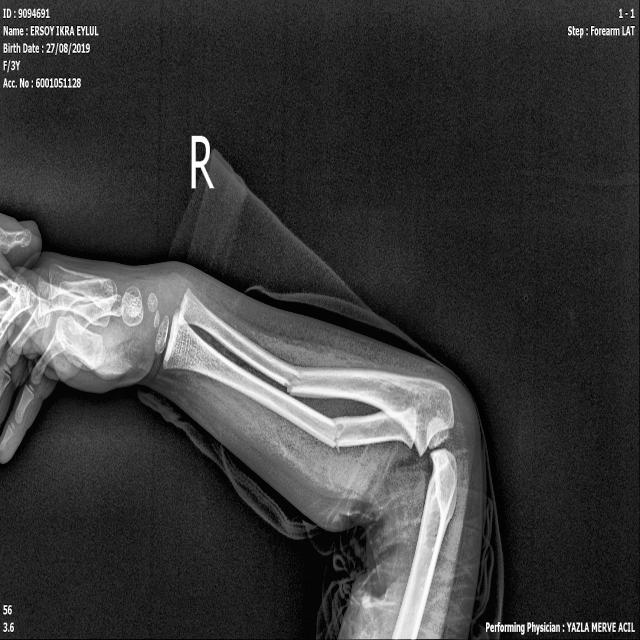 ID : 9094691
Name : ERSOY IKRA EYLUL
Birth Date : 27/08/2019
F/3Y
Acc. No : 6001051128
1 - 1
Step : Forearm LAT
R
56
3.6
Performing Physician : YAZLA MERVE ACIL